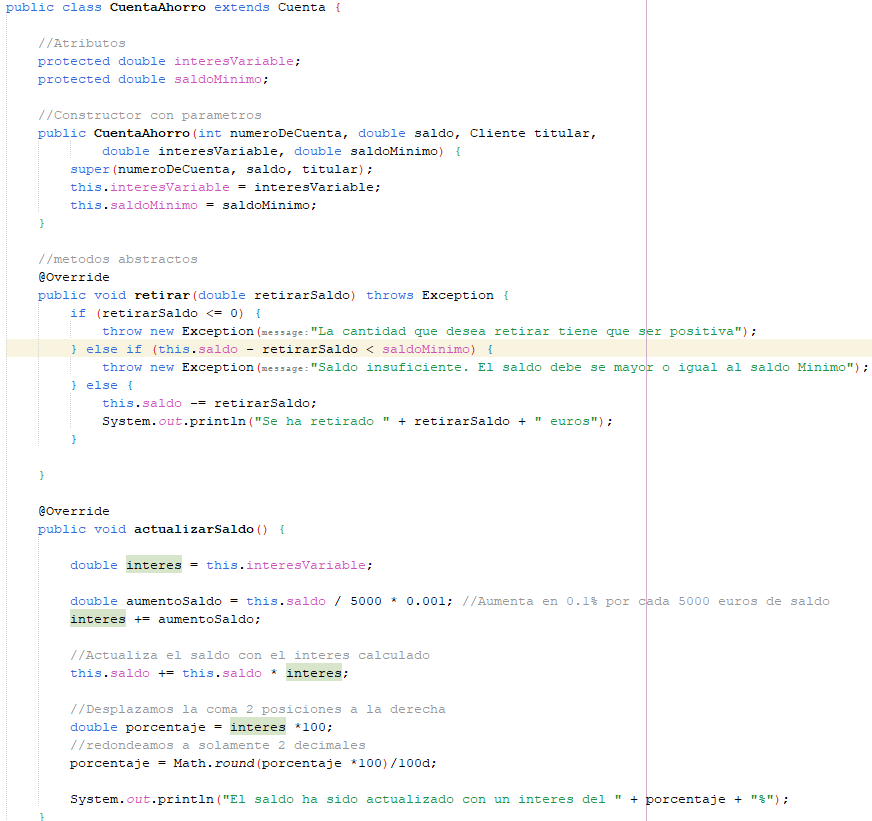 public class CuentaAhorro extends Cuenta {
//Atributos
protected double interesVariable;
protected double saldoMinimo;
//Constructor con parametros
public CuentaAhorro(int numeroDeCuenta, double saldo, Cliente titular,
double interesVariable, double saldoMinimo) {
super(numeroDeCuenta, saldo, titular);
this.interesVariable = interesVariable;
this.saldoMinimo = saldoMinimo;
}
//metodos abstractos
@Override
public void retirar(double retirarSaldo) throws Exception {
if (retirarSaldo <= 0) {
throw new Exception(message:"La cantidad que desea retirar tiene que ser positiva");
} else if (this.saldo - retirarSaldo < saldoMinimo) {
throw new Exception(message:"Saldo insuficiente. El saldo debe se mayor o igual al saldo Minimo");
} else {
this.saldo -= retirarSaldo;
System.out.println("Se ha retirado " + retirarSaldo + " euros");
}
}
@Override
public void actualizarSaldo() {
double interes = this.interesVariable;
double aumentoSaldo = this.saldo / 5000 * 0.001; //Aumenta en 0.1% por cada 5000 euros de saldo
interes += aumentoSaldo;
//Actualiza el saldo con el interes calculado
this.saldo += this.saldo * interes;
//Desplazamos la coma 2 posiciones a la derecha
double porcentaje = interes *100;
//redondeamos a solamente 2 decimales
porcentaje = Math.round(porcentaje *100)/100d;
System.out.println("El saldo ha sido actualizado con un interes del " + porcentaje + "%");
}